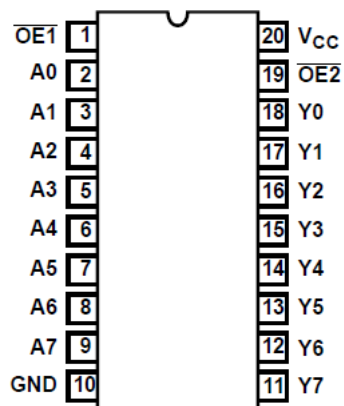 OE1 1 20 VCC
A0 2 19 OE2
A1 3 18 Y0
A2 4 17 Y1
A3 5 16 Y2
A4 6 15 Y3
A5 7 14 Y4
A6 8 13 Y5
A7 9 12 Y6
GND 10 11 Y7